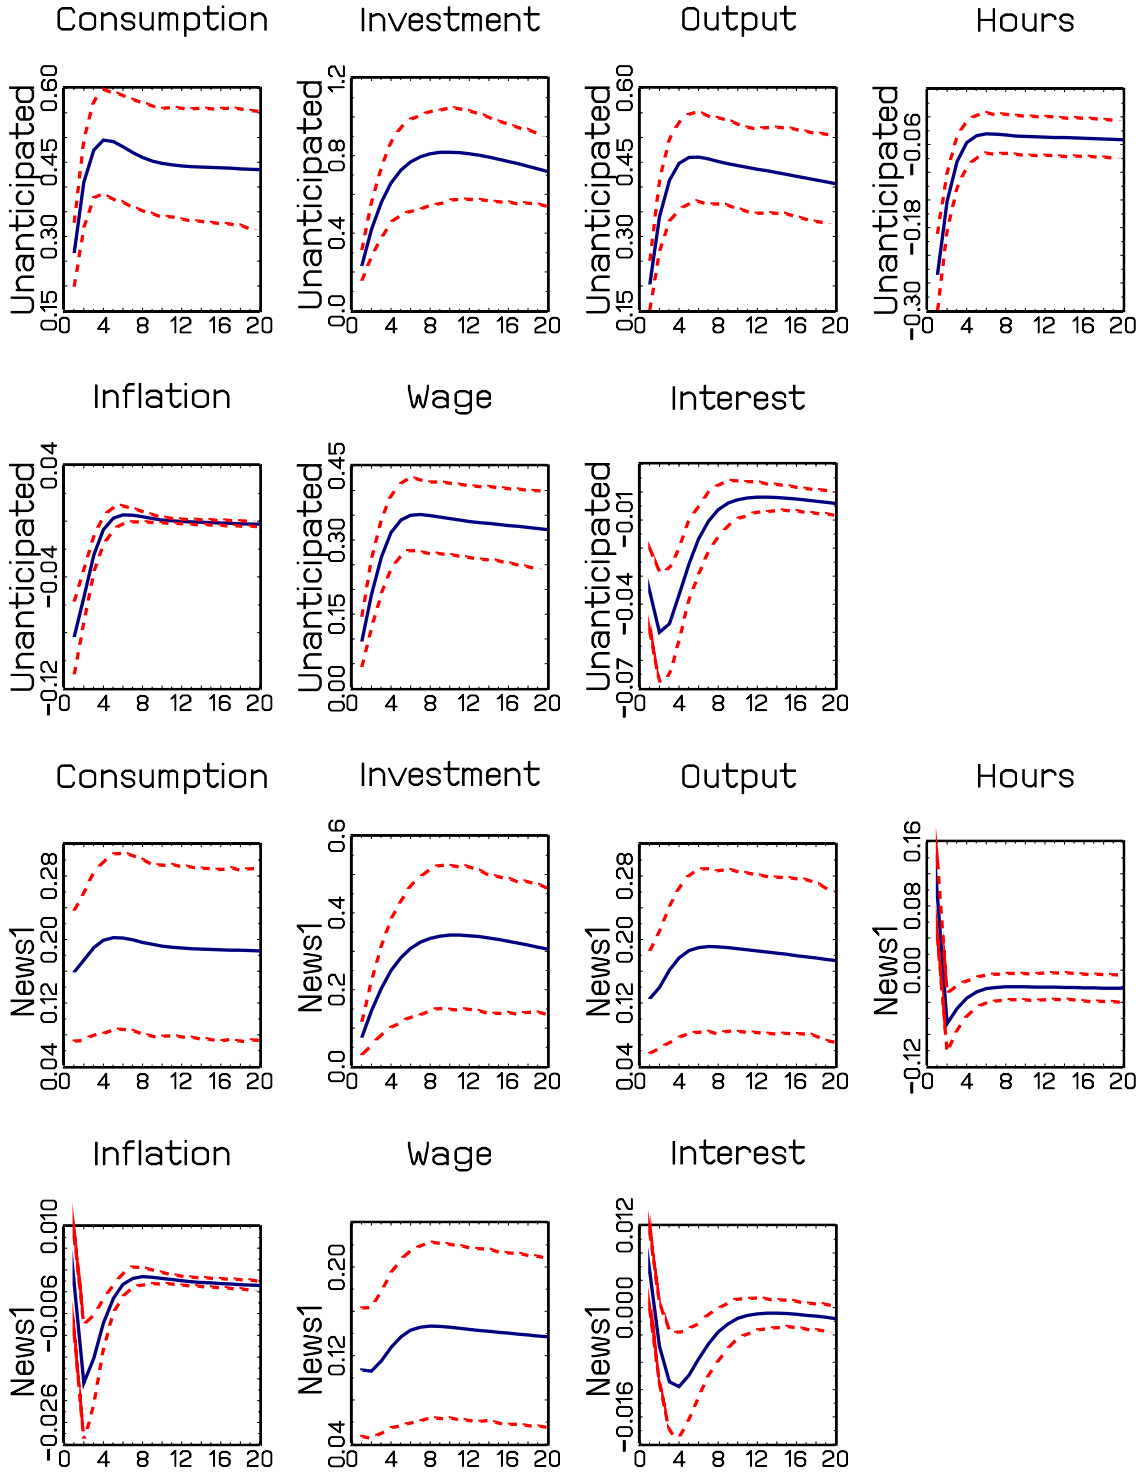 Consumption Investment Output Hours
Unanticipated 0.15 0.30 0.45 0.60
0 4 8 12 16 20
Unanticipated 0.0 0.4 0.8 1.2
0 4 8 12 16 20
Unanticipated 0.15 0.30 0.45 0.60
0 4 8 12 16 20
Unanticipated -0.30 -0.18 -0.06
0 4 8 12 16 20
Inflation Wage Interest
Unanticipated -0.12 -0.04 0.04
0 4 8 12 16 20
Unanticipated 0.00 0.15 0.30 0.45
0 4 8 12 16 20
Unanticipated -0.07 -0.04 -0.01
0 4 8 12 16 20
Consumption Investment Output Hours
News1 0.04 0.12 0.20 0.28
0 4 8 12 16 20
News1 0.0 0.2 0.4 0.6
0 4 8 12 16 20
News1 0.04 0.12 0.20 0.28
0 4 8 12 16 20
News1 -0.12 0.00 0.08 0.16
0 4 8 12 16 20
Inflation Wage Interest
News1 -0.026 -0.006 0.010
0 4 8 12 16 20
News1 0.04 0.12 0.20
0 4 8 12 16 20
News1 -0.016 0.000 0.012
0 4 8 12 16 20